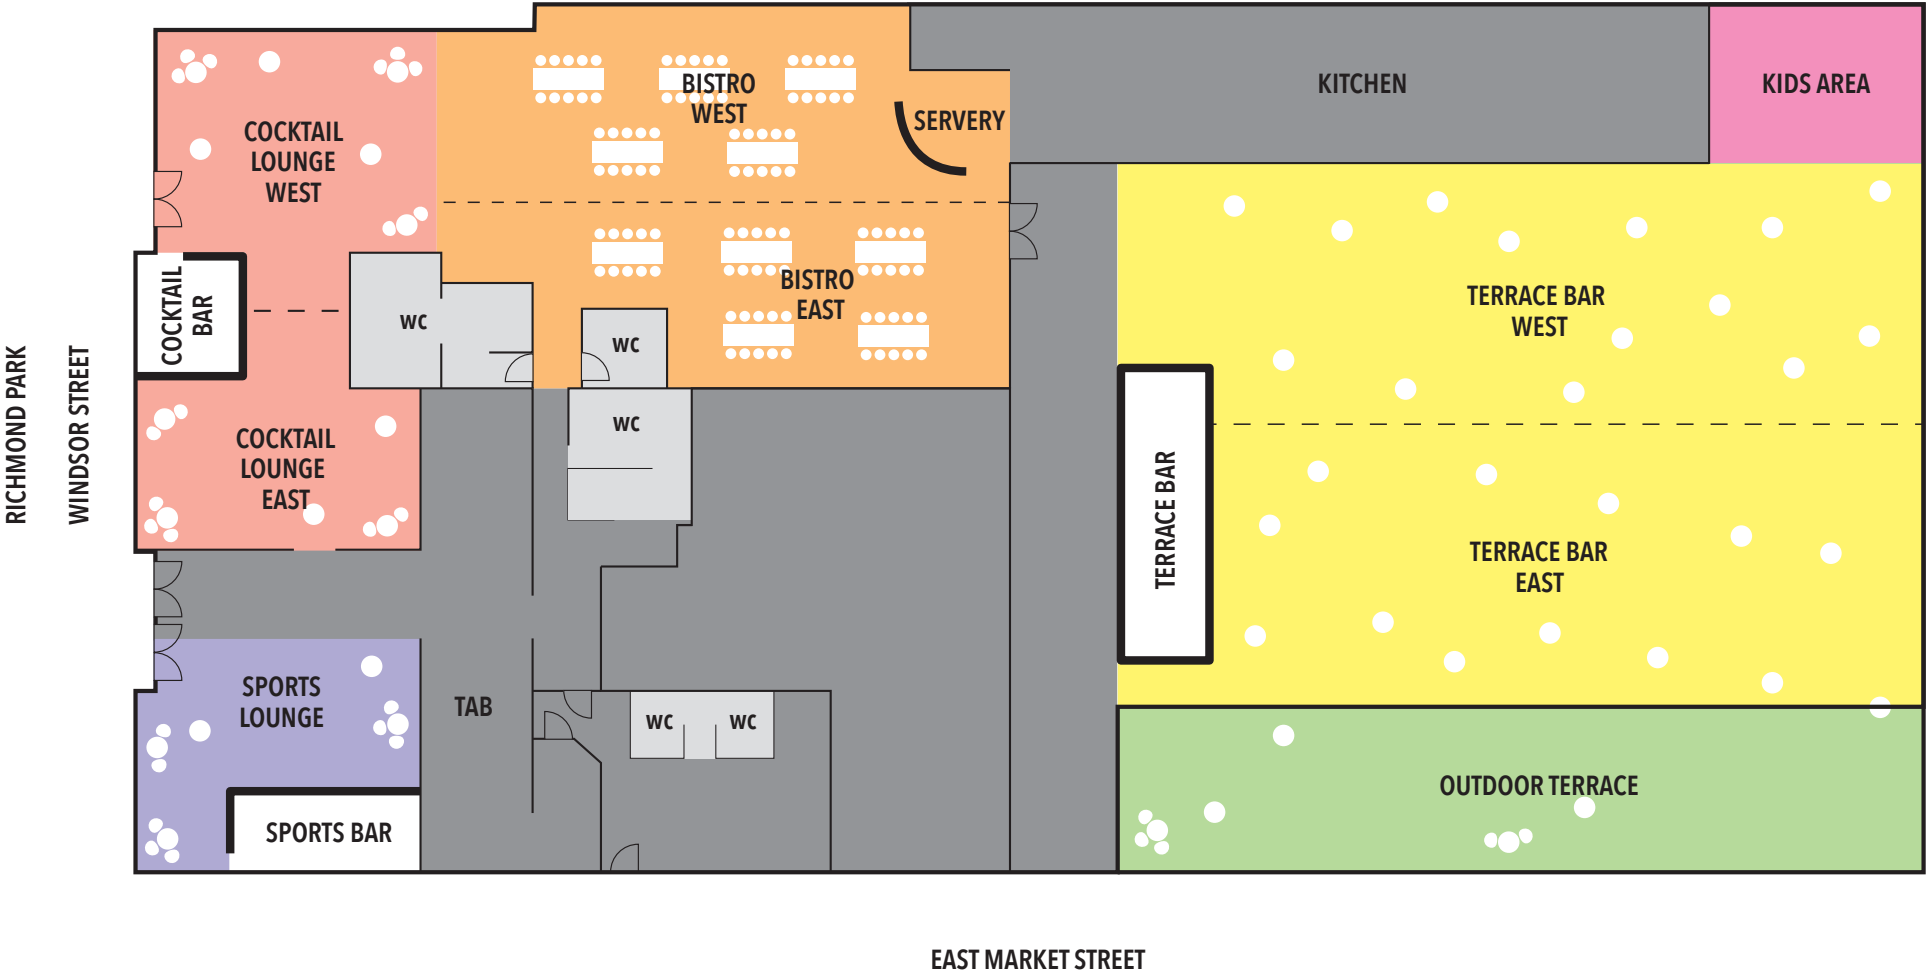 KITCHEN
KIDS AREA
BISTRO
WEST
SERVERY
COCKTAIL
LOUNGE
WEST
BISTRO
EAST
COCKTAIL
BAR
WC
WC
WC
TERRACE BAR
WEST
RICHMOND PARK
WINDSOR STREET
COCKTAIL
LOUNGE
EAST
TERRACE BAR
TERRACE BAR
EAST
SPORTS
LOUNGE
TAB
WC
WC
OUTDOOR TERRACE
SPORTS BAR
EAST MARKET STREET